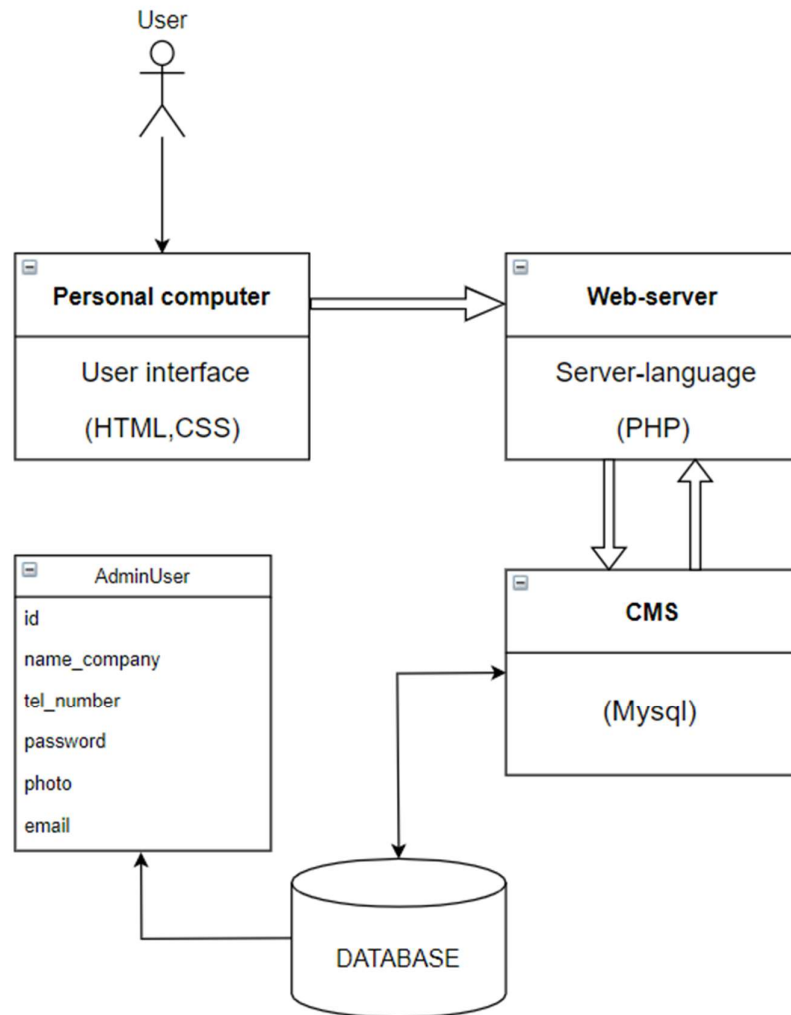 User
Personal computer
User interface
(HTML,CSS)
Web-server
Server-language
(PHP)
AdminUser
id
name_company
tel_number
password
photo
email
CMS
(Mysql)
DATABASE